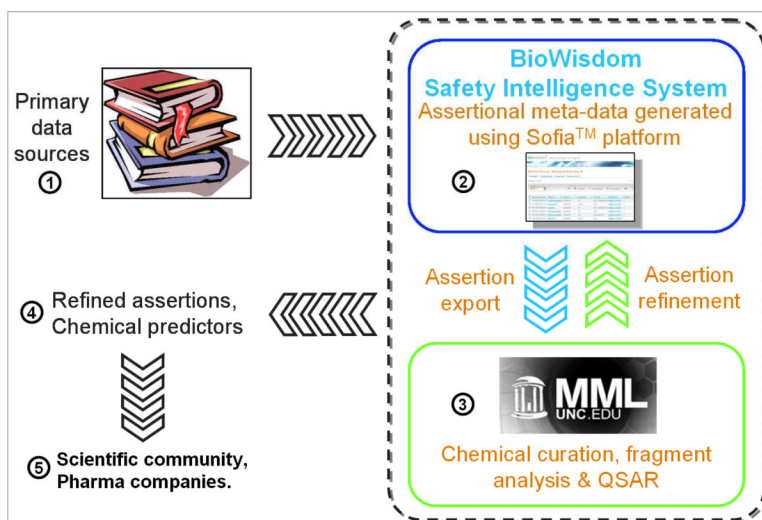 Primary
data
sources
①
BioWisdom
Safety Intelligence System
Assertional meta-data generated
using Sofia™ platform
②
Assertion
export
Assertion
refinement
③
MML
UNC.EDU
Chemical curation, fragment
analysis & QSAR
④ Refined assertions,
Chemical predictors
⑤ Scientific community,
Pharma companies.